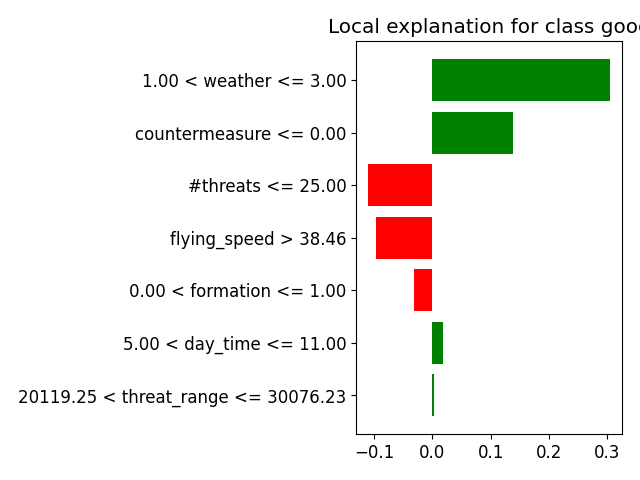 Local explanation for class good
1.00 < weather <= 3.00
countermeasure <= 0.00
#threats <= 25.00
flying_speed > 38.46
0.00 < formation <= 1.00
5.00 < day_time <= 11.00
20119.25 < threat_range <= 30076.23
−0.1 0.0 0.1 0.2 0.3